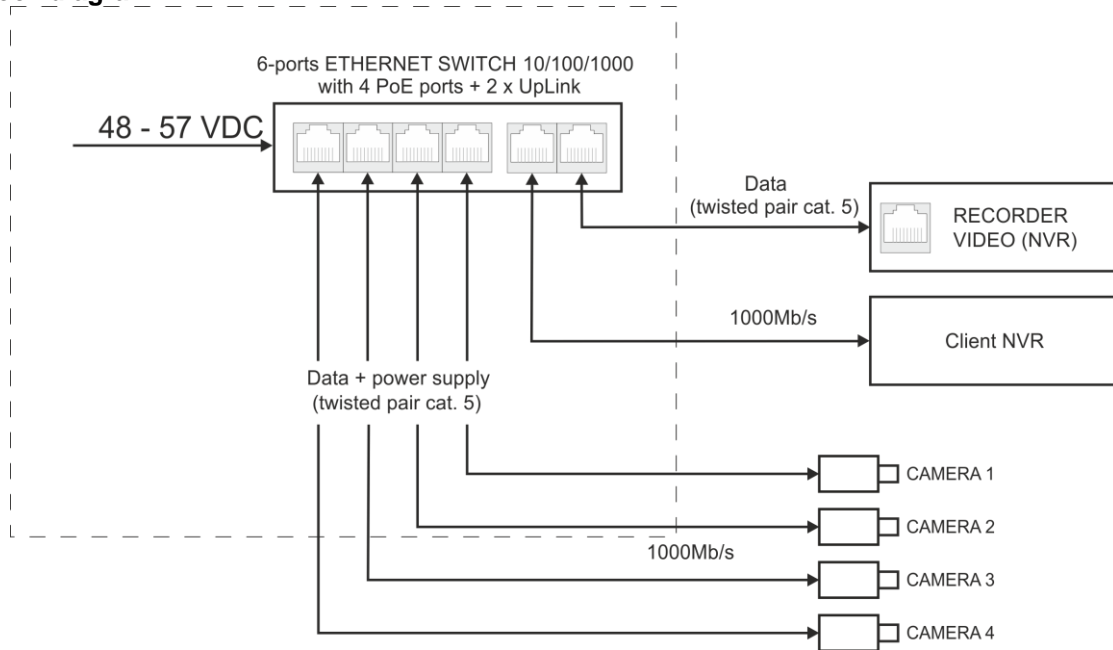 6-ports ETHERNET SWITCH 10/100/1000
with 4 PoE ports + 2 x UpLink
48 - 57 VDC
Data
(twisted pair cat. 5)
RECORDER
VIDEO (NVR)
1000Mb/s
Client NVR
Data + power supply
(twisted pair cat. 5)
CAMERA 1
CAMERA 2
1000Mb/s
CAMERA 3
CAMERA 4